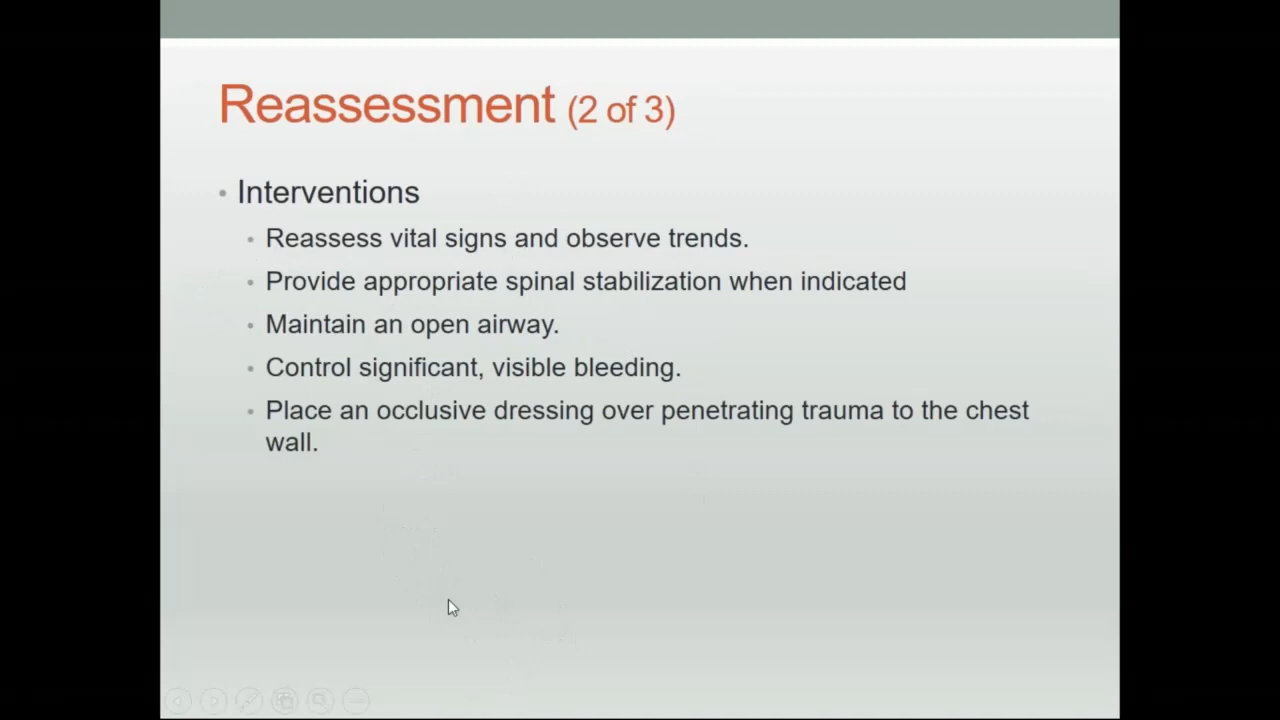 Reassessment (2 of 3)
• Interventions
• Reassess vital signs and observe trends.
• Provide appropriate spinal stabilization when indicated
• Maintain an open airway.
• Control significant, visible bleeding.
• Place an occlusive dressing over penetrating trauma to the chest
wall.